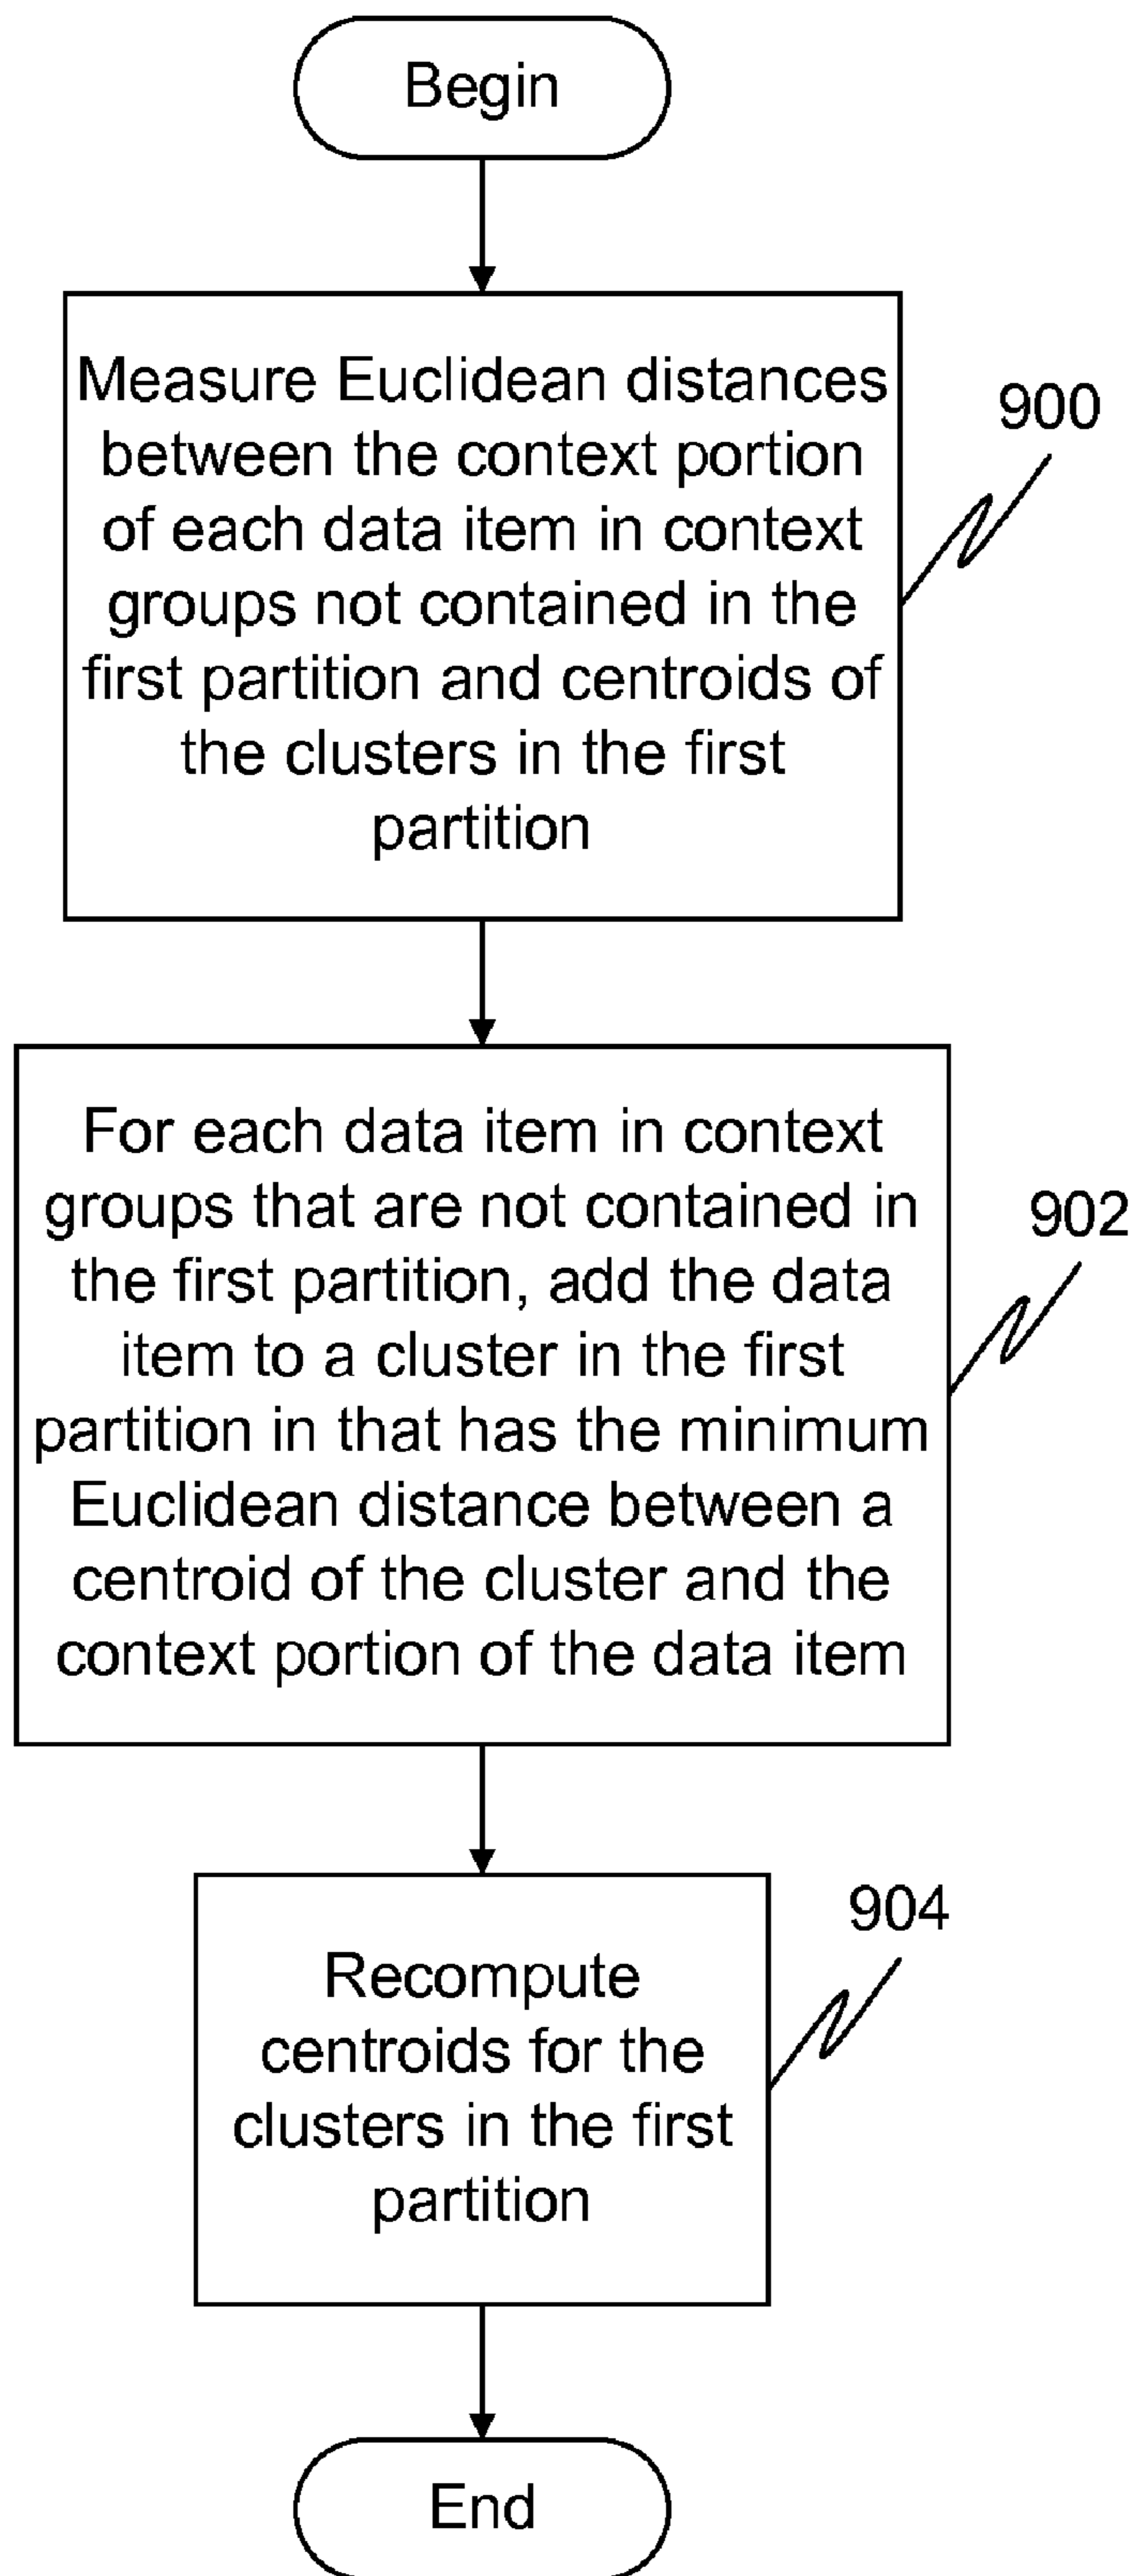 Begin
Measure Euclidean distances
between the context portion
of each data item in context
groups not contained in the
first partition and centroids of
the clusters in the first
partition
900
For each data item in context
groups that are not contained in
the first partition, add the data
item to a cluster in the first
partition in that has the minimum
Euclidean distance between a
centroid of the cluster and the
context portion of the data item
902
Recompute
centroids for the
clusters in the first
partition
904
End